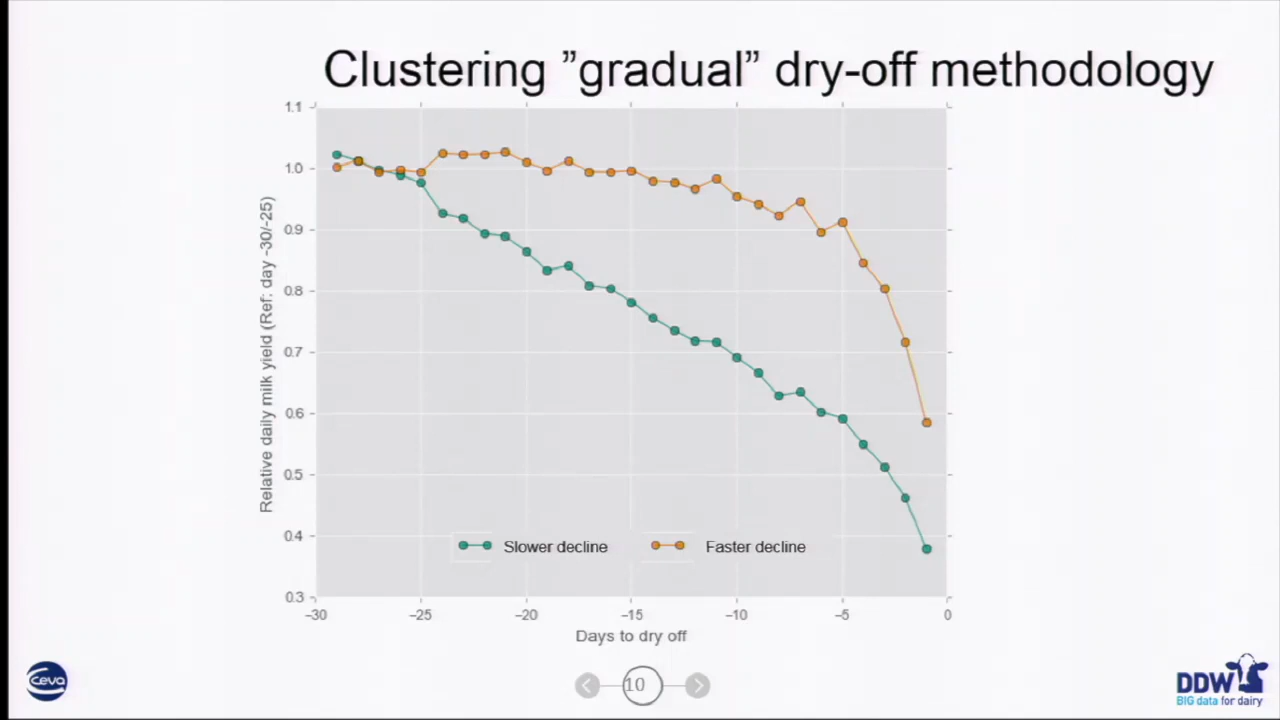 Clustering ”gradual” dry-off methodology
1.1
1.0
0.9
0.8
0.7
0.6
0.5
0.4
0.3
Relative daily milk yield (Ref: day -30/-25)
Slower decline
Faster decline
−30
−25
−20
−15
−10
−5
0
Days to dry off
ceva
10
DDW
BIG data for dairy